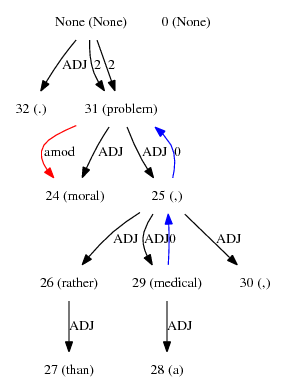 None (None) 0 (None)
ADJ 2 2
32 (.) 31 (problem)
amod ADJ ADJ 0
24 (moral) 25 (,)
ADJ ADJ 0 ADJ
26 (rather) 29 (medical) 30 (,)
ADJ ADJ
27 (than) 28 (a)